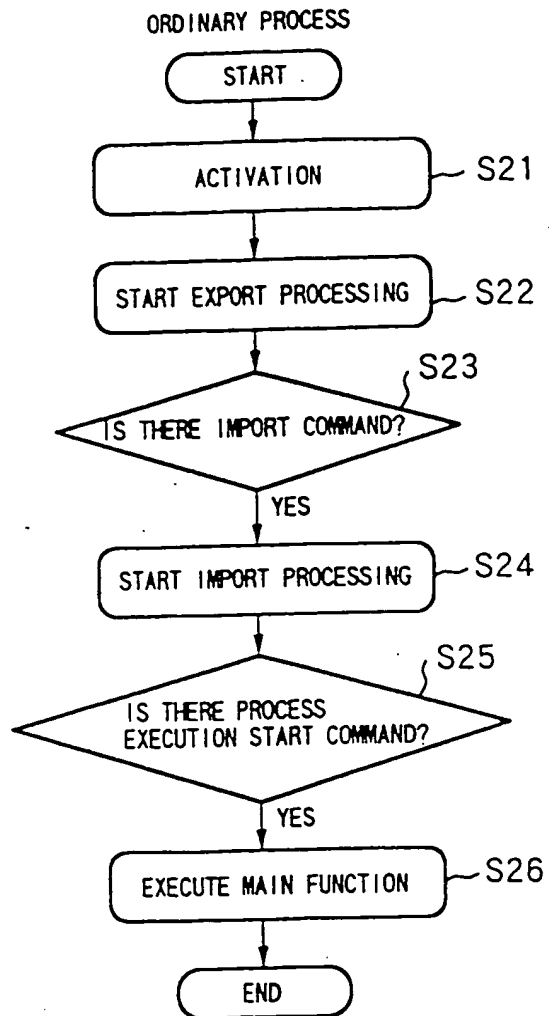 ORDINARY PROCESS
START
ACTIVATION
S21
START EXPORT PROCESSING
S22
S23
IS THERE IMPORT COMMAND?
YES
START IMPORT PROCESSING
S24
S25
IS THERE PROCESS
EXECUTION START COMMAND?
YES
EXECUTE MAIN FUNCTION
S26
END